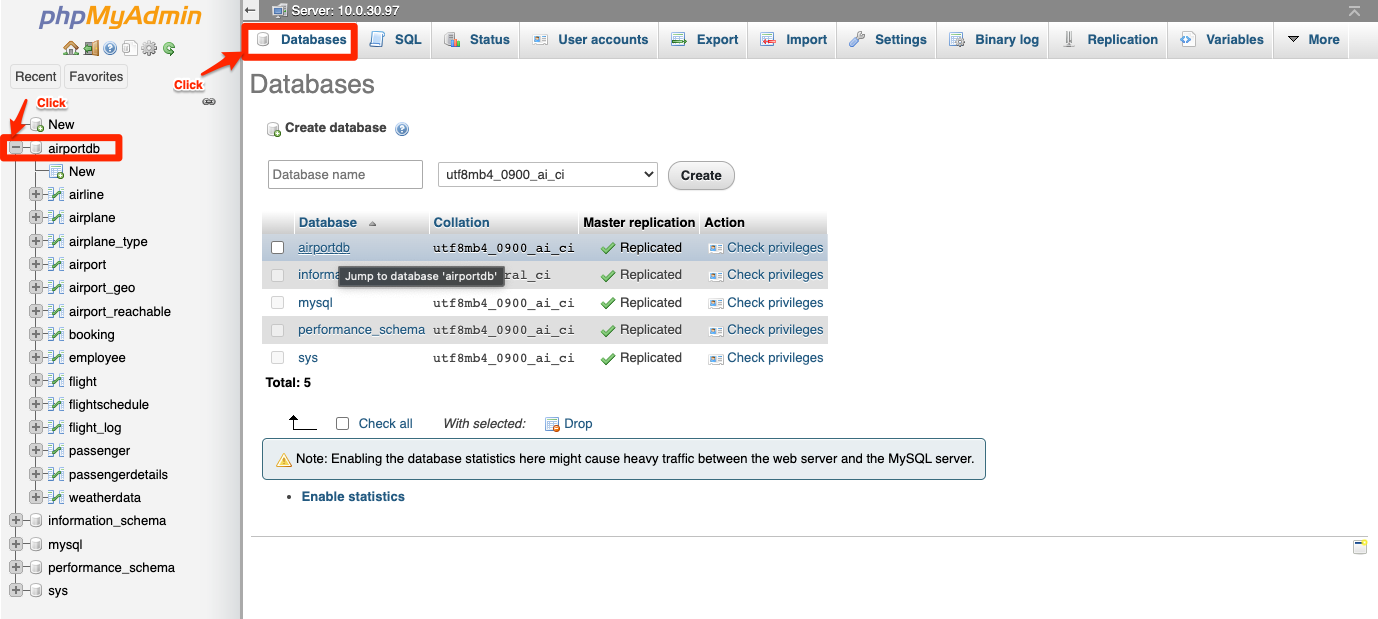 phpMyAdmin
Recent Favorites
Click
New
airportdb
New
airline
airplane
airplane_type
airport
airport_geo
airport_reachable
booking
employee
flight
flightschedule
flight_log
passenger
passengerdetails
weatherdata
information_schema
mysql
performance_schema
sys
Server: 10.0.30.97
Databases SQL Status User accounts Export Import Settings Binary log Replication Variables More
Click
Databases
Create database
Database name utf8mb4_0900_ai_ci Create
Database Collation Master replication Action
airportdb utf8mb4_0900_ai_ci Replicated Check privileges
informa ral_ci Replicated Check privileges
Jump to database 'airportdb'
mysql utf8mb4_0900_ai_ci Replicated Check privileges
performance_schema utf8mb4_0900_ai_ci Replicated Check privileges
sys utf8mb4_0900_ai_ci Replicated Check privileges
Total: 5
Check all With selected: Drop
Note: Enabling the database statistics here might cause heavy traffic between the web server and the MySQL server.
• Enable statistics